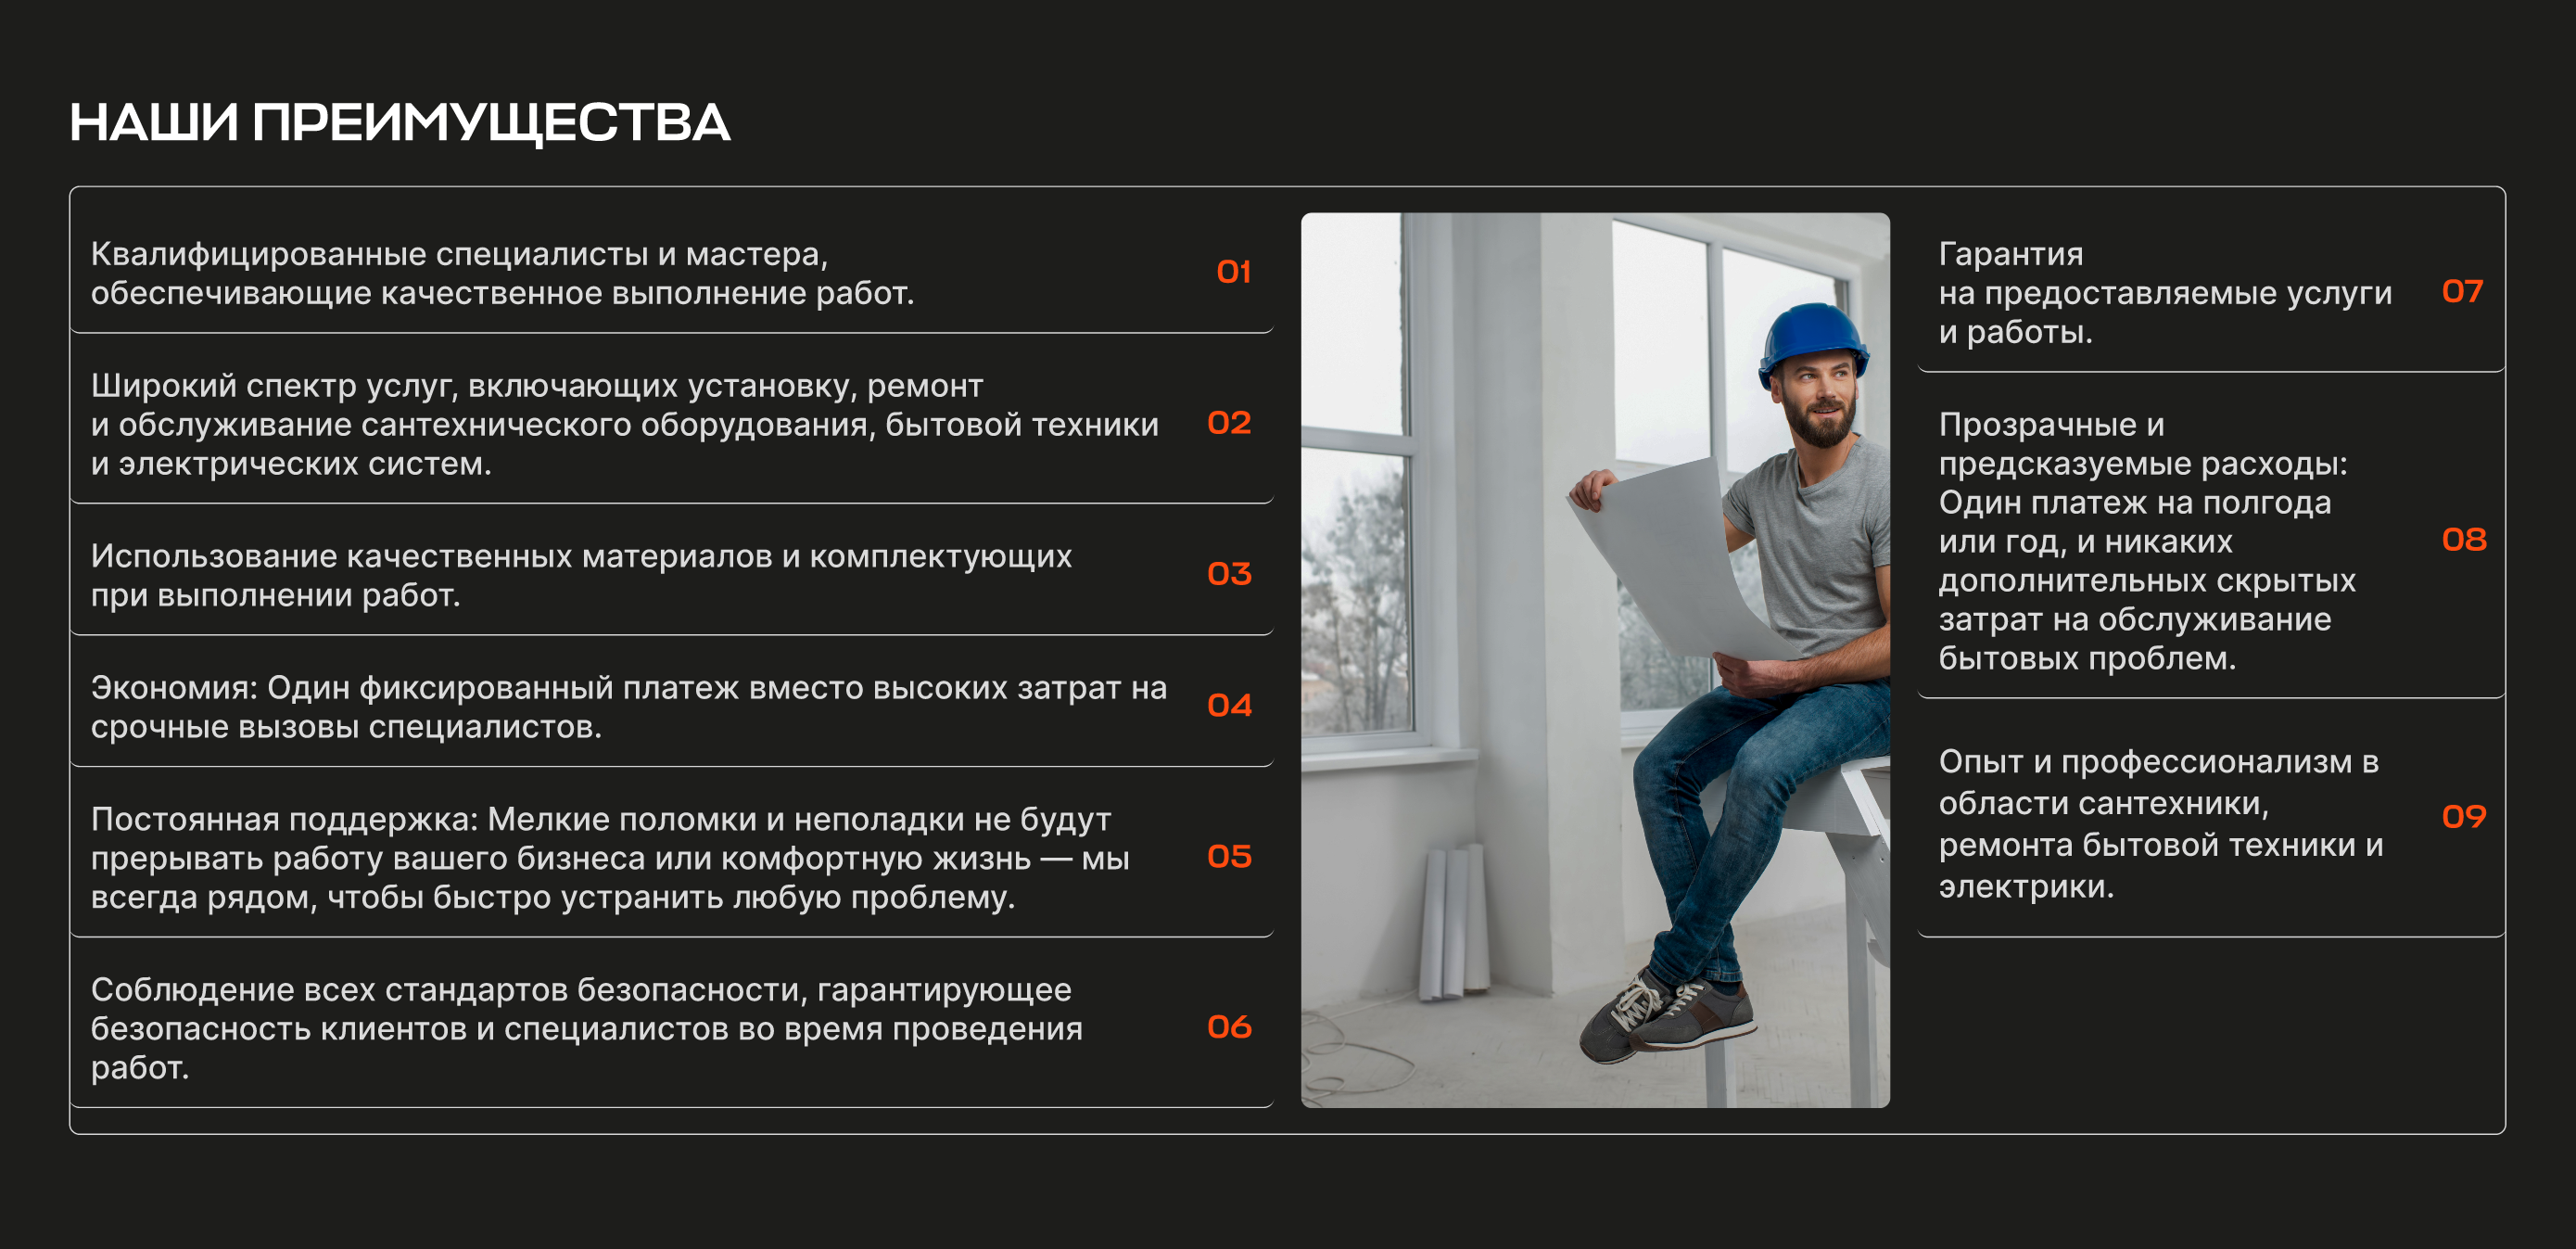 НАШИ ПРЕИМУЩЕСТВА
Квалифицированные специалисты и мастера,
обеспечивающие качественное выполнение работ.
01
Широкий спектр услуг, включающих установку, ремонт
и обслуживание сантехнического оборудования, бытовой техники
и электрических систем.
02
Использование качественных материалов и комплектующих
при выполнении работ.
03
Экономия: Один фиксированный платеж вместо высоких затрат на
срочные вызовы специалистов.
04
Постоянная поддержка: Мелкие поломки и неполадки не будут
прерывать работу вашего бизнеса или комфортную жизнь — мы
всегда рядом, чтобы быстро устранить любую проблему.
05
Соблюдение всех стандартов безопасности, гарантирующее
безопасность клиентов и специалистов во время проведения
работ.
06
Гарантия
на предоставляемые услуги
и работы.
07
Прозрачные и
предсказуемые расходы:
Один платеж на полгода
или год, и никаких
дополнительных скрытых
затрат на обслуживание
бытовых проблем.
08
Опыт и профессионализм в
области сантехники,
ремонта бытовой техники и
электрики.
09